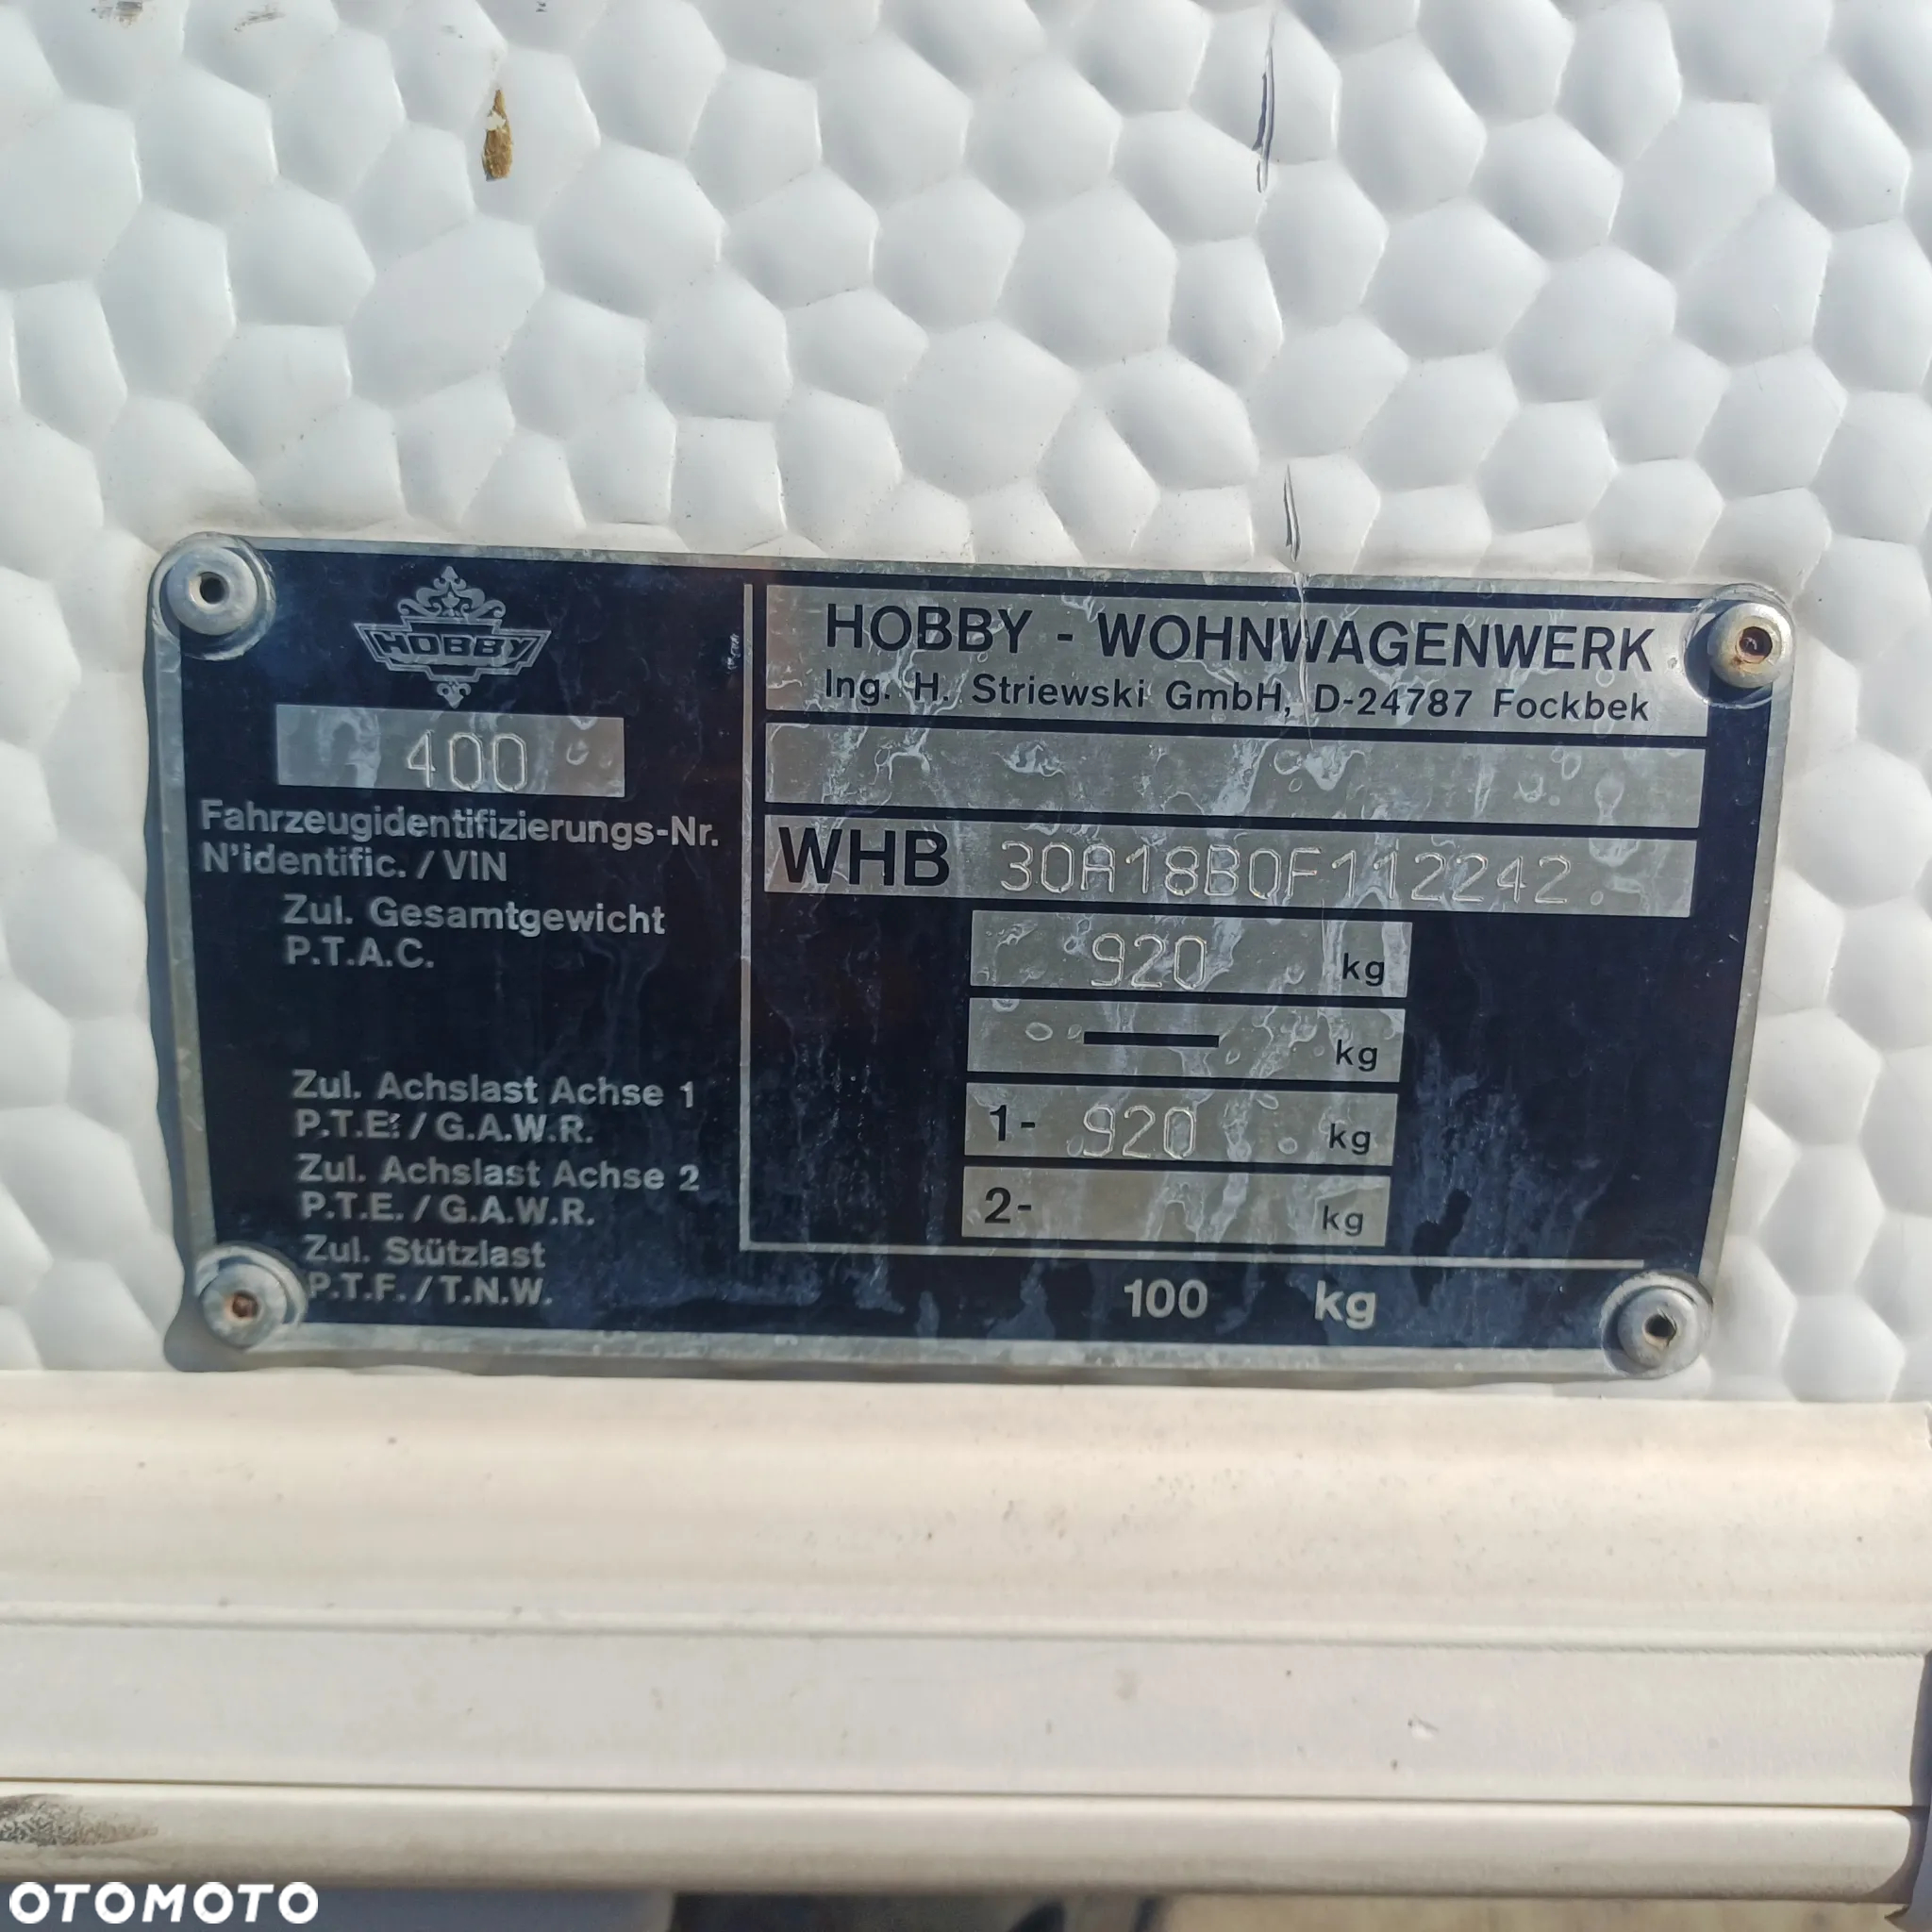 HOBBY
HOBBY - WOHNWAGENWERK
Ing. H. Striewski GmbH, D-24787 Fockbek
400
Fahrzeugidentifizierungs-Nr.
N'identific. / VIN
WHB 30A18B0F112242
Zul. Gesamtgewicht
P.T.A.C.
920 kg
— kg
Zul. Achslast Achse 1
P.T.E. / G.A.W.R.
1- 920 kg
Zul. Achslast Achse 2
P.T.E. / G.A.W.R.
2- kg
Zul. Stützlast
P.T.F. / T.N.W.
100 kg
OTOMOTO